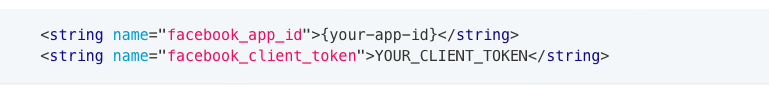 <string name="facebook_app_id">{your-app-id}</string>
<string name="facebook_client_token">YOUR_CLIENT_TOKEN</string>